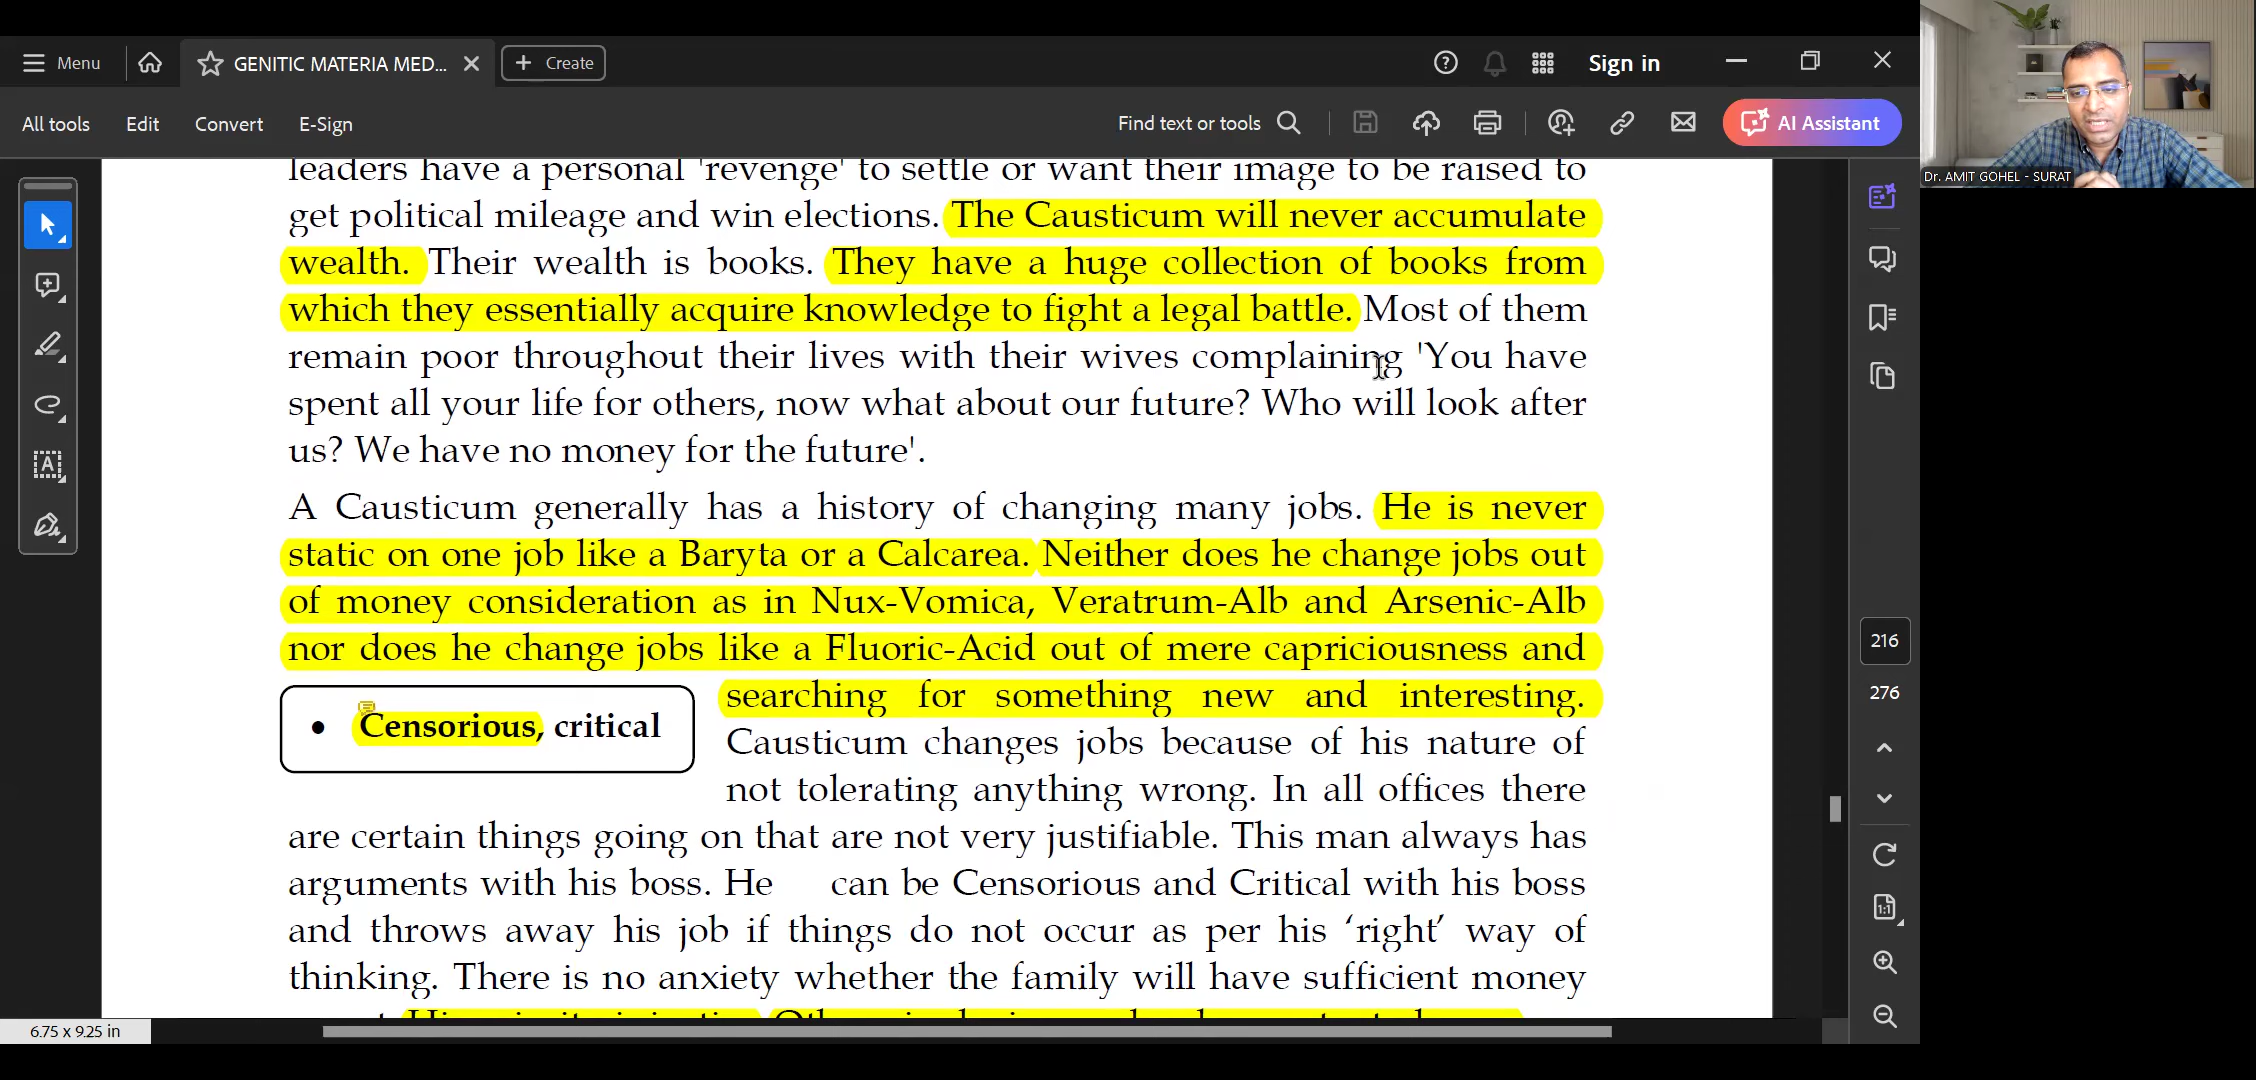 Menu
GENITIC MATERIA MED...
Create
Sign in
All tools
Edit
Convert
E-Sign
Find text or tools
AI Assistant
Dr. AMIT GOHEL - SURAT
leaders have a personal 'revenge' to settle or want their image to be raised to
get political mileage and win elections. The Causticum will never accumulate
wealth. Their wealth is books. They have a huge collection of books from
which they essentially acquire knowledge to fight a legal battle. Most of them
remain poor throughout their lives with their wives complaining 'You have
spent all your life for others, now what about our future? Who will look after
us? We have no money for the future'.
A Causticum generally has a history of changing many jobs. He is never
static on one job like a Baryta or a Calcarea. Neither does he change jobs out
of money consideration as in Nux-Vomica, Veratrum-Alb and Arsenic-Alb
nor does he change jobs like a Fluoric-Acid out of mere capriciousness and
• Censorious, critical
searching for something new and interesting.
Causticum changes jobs because of his nature of
not tolerating anything wrong. In all offices there
are certain things going on that are not very justifiable. This man always has
arguments with his boss. He can be Censorious and Critical with his boss
and throws away his job if things do not occur as per his ‘right’ way of
thinking. There is no anxiety whether the family will have sufficient money
216
276
1:1
6.75 x 9.25 in